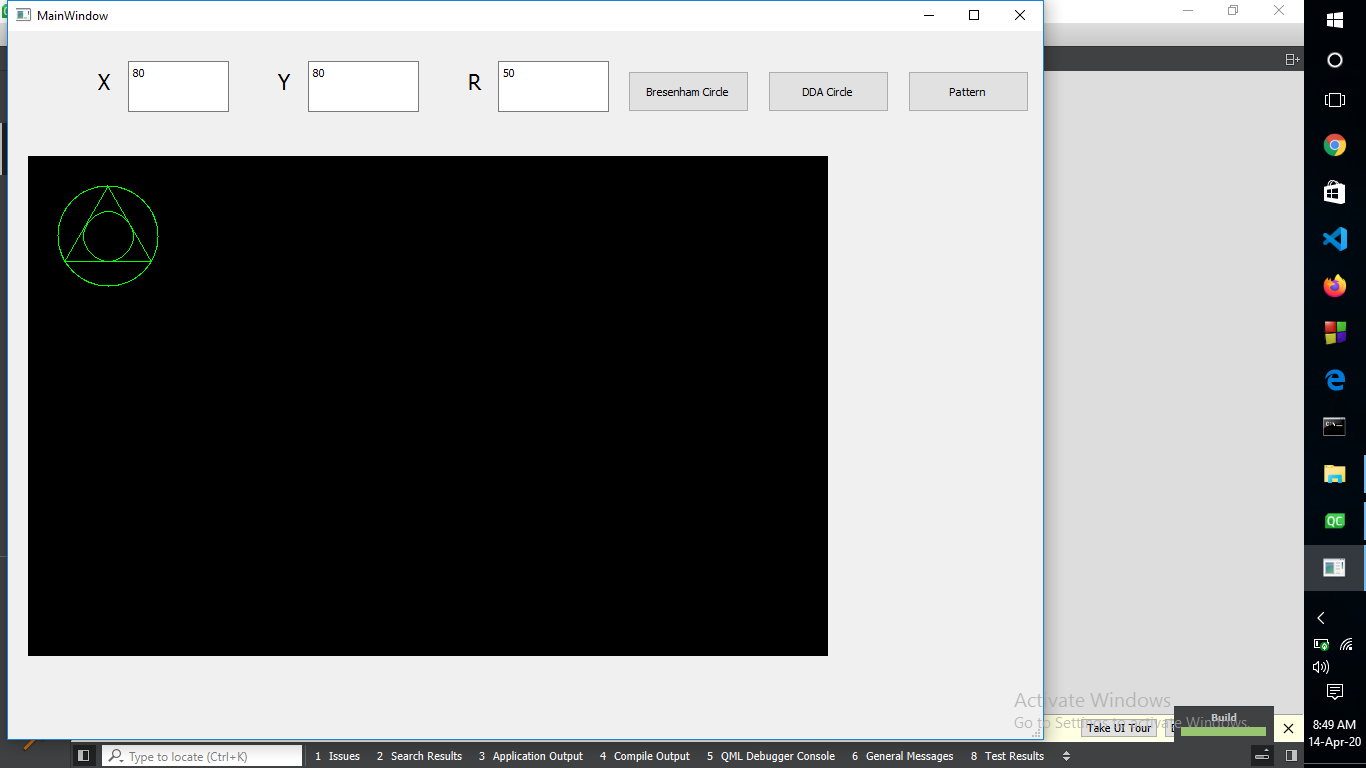 MainWindow
X 80 Y 80 R 50 Bresenham Circle DDA Circle Pattern
Activate Windows
Go to Settings to activate Windows.
Take UI Tour
Build
Type to locate (Ctrl+K) 1 Issues 2 Search Results 3 Application Output 4 Compile Output 5 QML Debugger Console 6 General Messages 8 Test Results
QC
8:49 AM
14-Apr-20